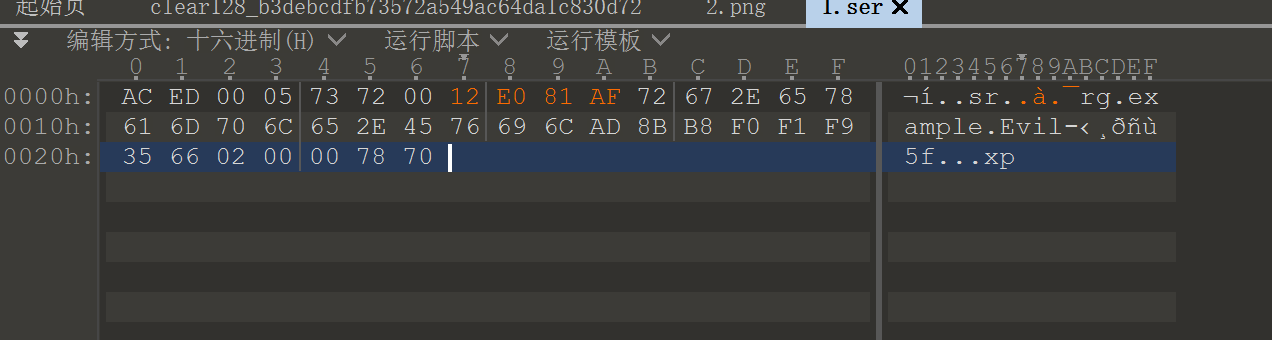 起始页 clear128_b3debcdfb73572a549ac64da1c830d72 2.png 1.ser ×
编辑方式: 十六进制(H) 运行脚本 运行模板
0 1 2 3 4 5 6 7 8 9 A B C D E F 0123456789ABCDEF
0000h: AC ED 00 05 73 72 00 12 E0 81 AF 72 67 2E 65 78 ¬í..sr..à.¯rg.ex
0010h: 61 6D 70 6C 65 2E 45 76 69 6C AD 8B B8 F0 F1 F9 ample.Evil-‹¸ðñù
0020h: 35 66 02 00 00 78 70 5f...xp